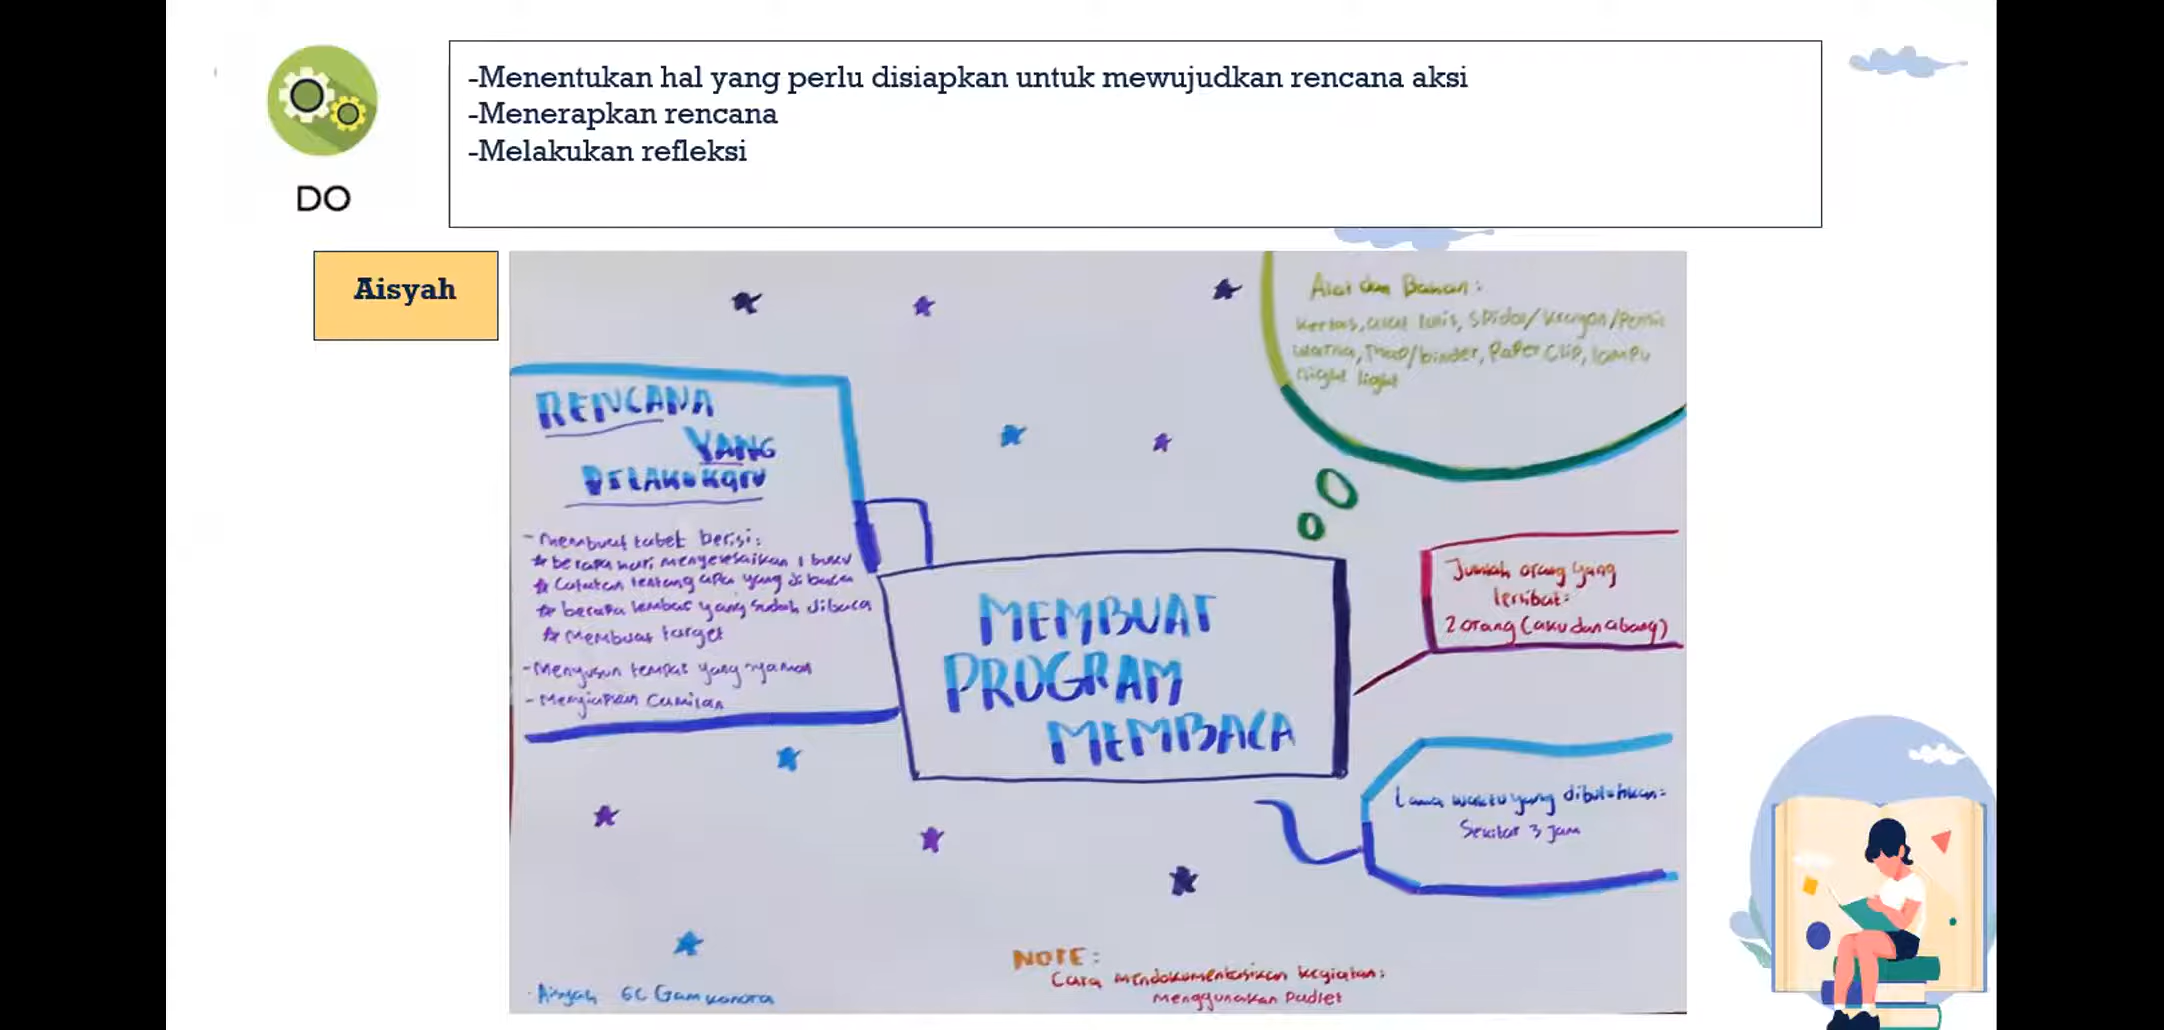 -Menentukan hal yang perlu disiapkan untuk mewujudkan rencana aksi
-Menerapkan rencana
-Melakukan refleksi
DO
Aisyah
Alat dan Bahan:
kertas, alat tulis, spidol/krayon/pensil
warna, map/binder, Paper Clip, lampu
night light
RENCANA
YANG
DILAKUKAN
- Membuat tabel berisi:
berapa hari menyelesaikan 1 buku
Catatan tentang apa yang dibaca
berapa lembar yang sudah dibaca
Membuat target
- Menyusun tempat yang nyaman
- Menyiapkan Cemilan
MEMBUAT
PROGRAM
MEMBACA
Jumlah orang yang
terlibat:
2 orang (aku dan abang)
Lama waktu yang dibutuhkan:
Sekitar 3 jam
NOTE:
Cara mendokumentasikan kegiatan:
menggunakan Padlet
Aisyah 6C Gamkonora